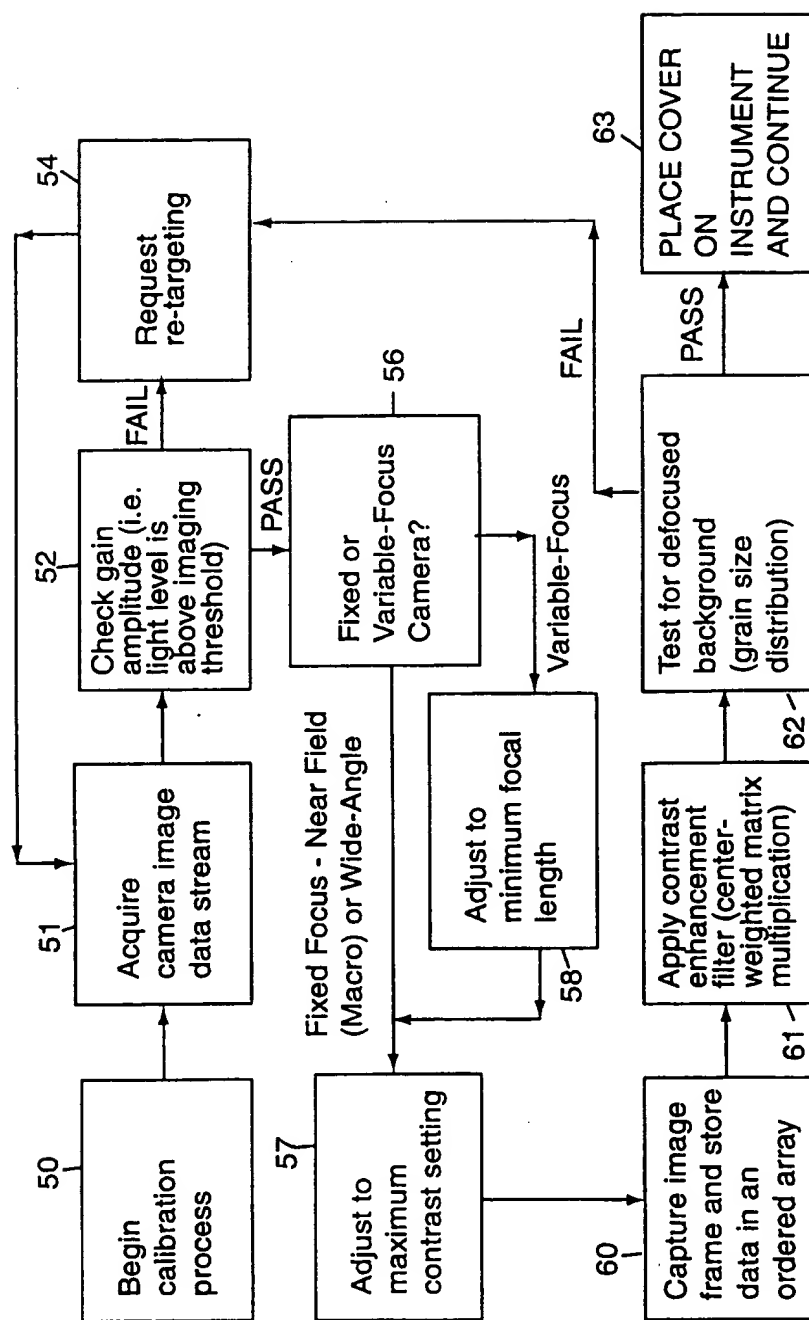 50
Begin
calibration
process
51
Acquire
camera image
data stream
52
Check gain
amplitude (i.e.
light level is
above imaging
threshold)
FAIL
54
Request
re-targeting
PASS
56
Fixed or
Variable-Focus
Camera?
Fixed Focus - Near Field
(Macro) or Wide-Angle
Variable-Focus
Adjust to
minimum focal
length
58
57
Adjust to
maximum
contrast setting
60
Capture image
frame and store
data in an
ordered array
61
Apply contrast
enhancement
filter (center-
weighted matrix
multiplication)
62
Test for defocused
background
(grain size
distribution)
FAIL
PASS
63
PLACE COVER
ON
INSTRUMENT
AND CONTINUE